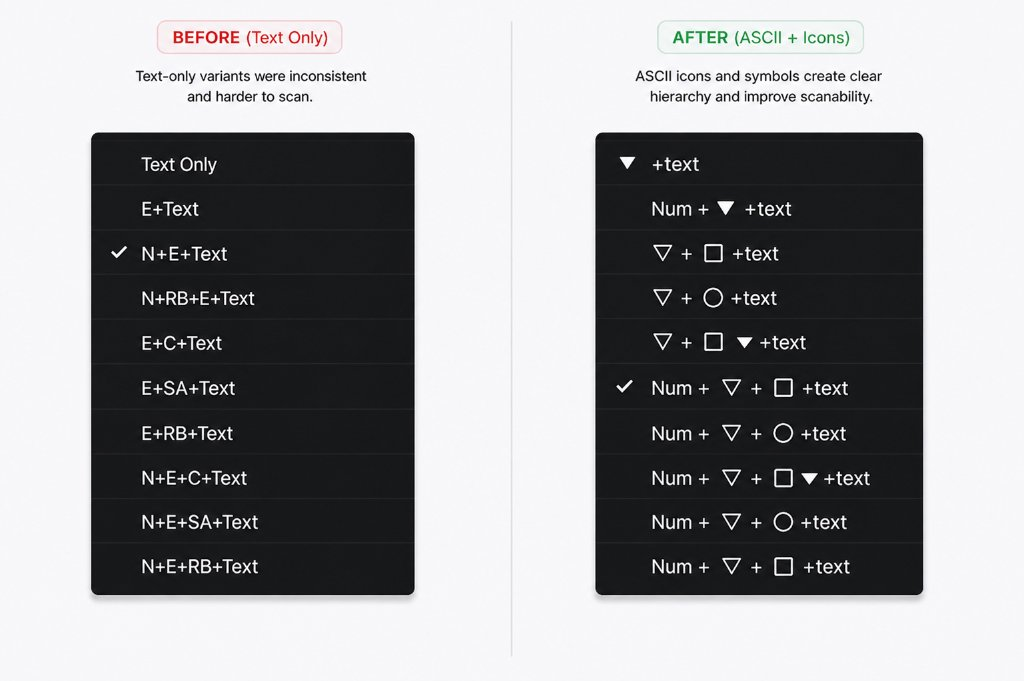 BEFORE (Text Only)
Text-only variants were inconsistent
and harder to scan.
Text Only
E+Text
✓ N+E+Text
N+RB+E+Text
E+C+Text
E+SA+Text
E+RB+Text
N+E+C+Text
N+E+SA+Text
N+E+RB+Text
AFTER (ASCII + Icons)
ASCII icons and symbols create clear
hierarchy and improve scanability.
▼ +text
Num + ▼ +text
▽ + □ +text
▽ + ○ +text
▽ + □ ▼ +text
✓ Num + ▽ + □ +text
Num + ▽ + ○ +text
Num + ▽ + □ ▼ +text
Num + ▽ + ○ +text
Num + ▽ + □ +text